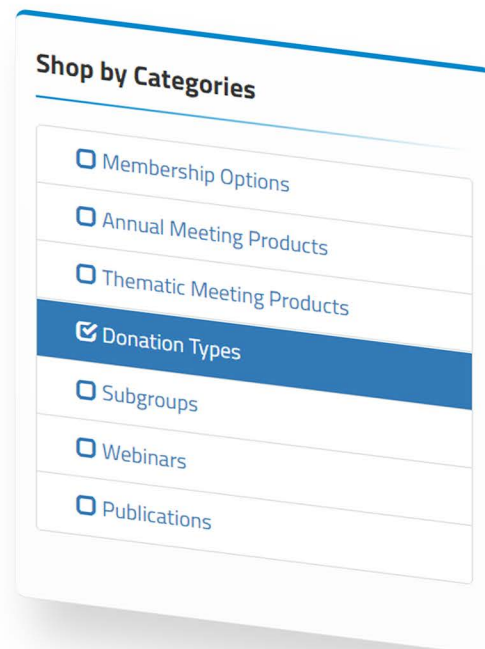 Shop by Categories
Membership Options
Annual Meeting Products
Thematic Meeting Products
Donation Types
Subgroups
Webinars
Publications